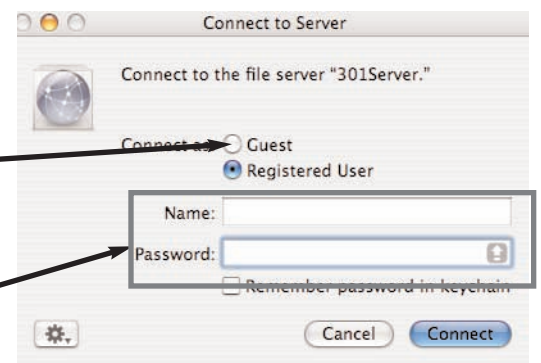 Connect to Server
Connect to the file server “301Server.”
Connect as: Guest
Registered User
Name:
Password:
Remember password in keychain
Cancel Connect